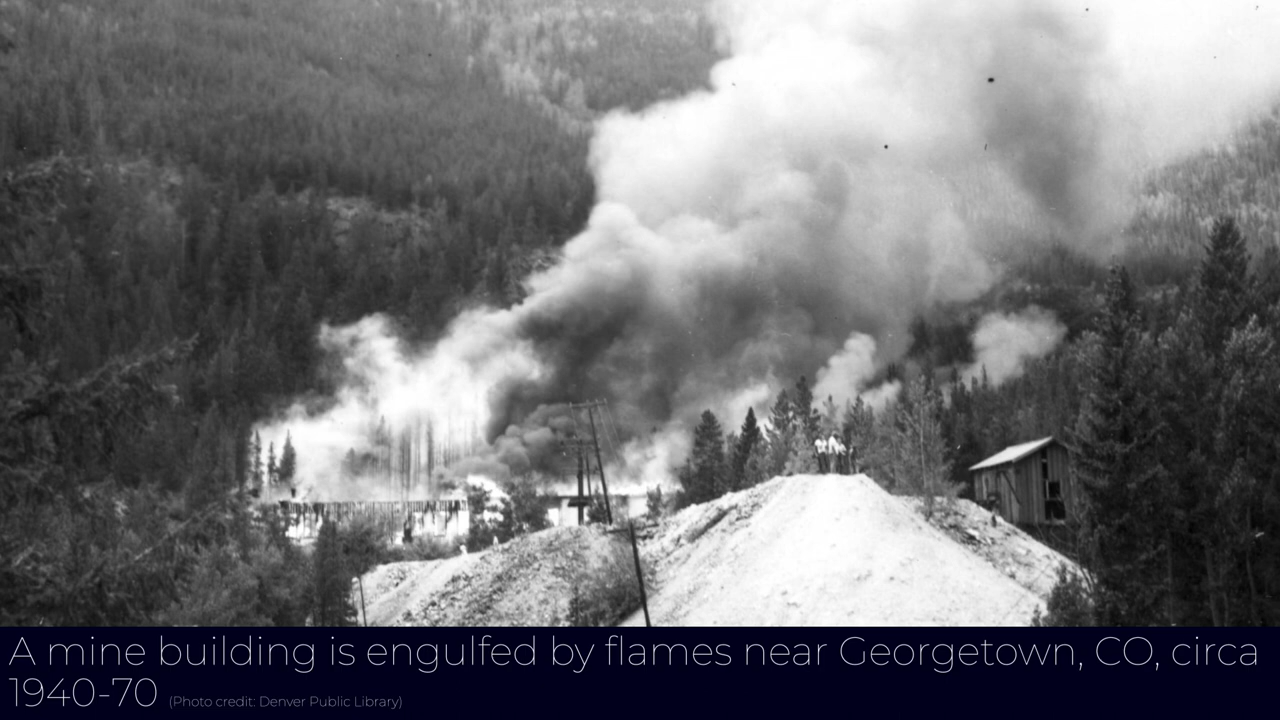 A mine building is engulfed by flames near Georgetown, CO, circa
1940-70 (Photo credit: Denver Public Library)